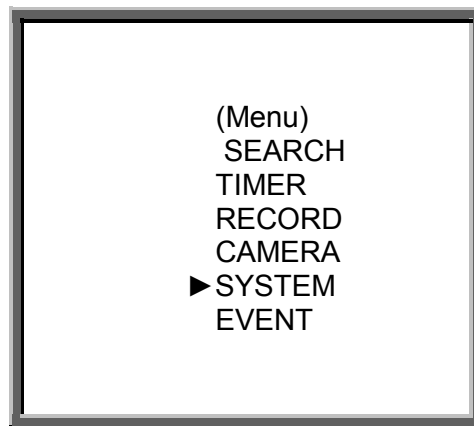 (Menu)
SEARCH
TIMER
RECORD
CAMERA
►SYSTEM
EVENT